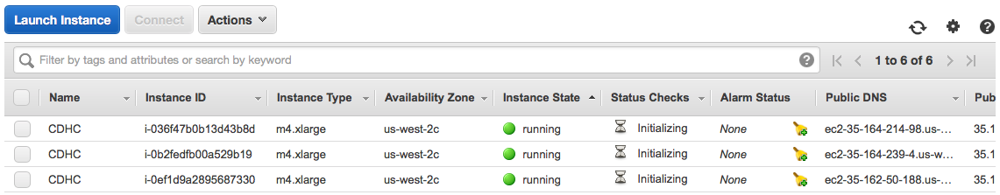 Launch Instance Connect Actions
Filter by tags and attributes or search by keyword 1 to 6 of 6
Name Instance ID Instance Type Availability Zone Instance State Status Checks Alarm Status Public DNS Pub
CDHC i-036f47b0b13d43b8d m4.xlarge us-west-2c running Initializing None ec2-35-164-214-98.us-... 35.1
CDHC i-0b2fedfb00a529b19 m4.xlarge us-west-2c running Initializing None ec2-35-164-239-4.us-w... 35.1
CDHC i-0ef1d9a2895687330 m4.xlarge us-west-2c running Initializing None ec2-35-162-50-188.us-... 35.1